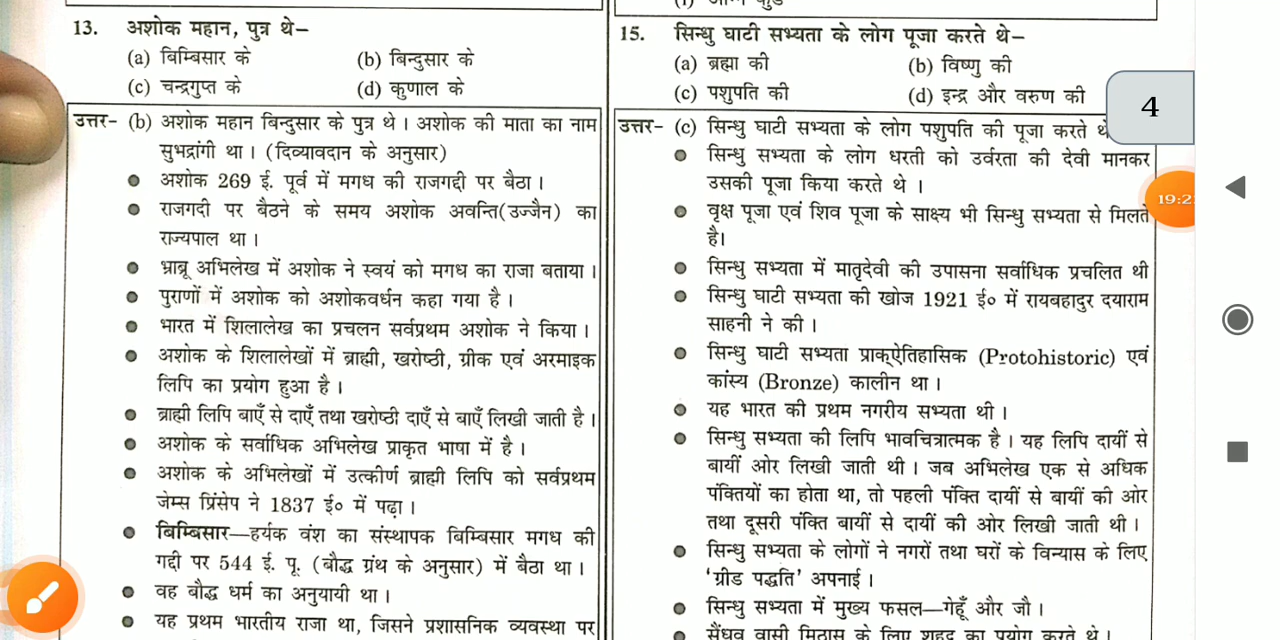 13. अशोक महान, पुत्र थे–
(a) बिम्बिसार के (b) बिन्दुसार के
(c) चन्द्रगुप्त के (d) कुणाल के
उत्तर– (b) अशोक महान बिन्दुसार के पुत्र थे। अशोक की माता का नाम
सुभद्रांगी था। (दिव्यावदान के अनुसार)
● अशोक 269 ई. पूर्व में मगध की राजगद्दी पर बैठा।
● राजगदी पर बैठने के समय अशोक अवन्ति(उज्जैन) का
राज्यपाल था।
● भ्राब्रू अभिलेख में अशोक ने स्वयं को मगध का राजा बताया।
● पुराणों में अशोक को अशोकवर्धन कहा गया है।
● भारत में शिलालेख का प्रचलन सर्वप्रथम अशोक ने किया।
● अशोक के शिलालेखों में ब्राह्मी, खरोष्ठी, ग्रीक एवं अरमाइक
लिपि का प्रयोग हुआ है।
● ब्राह्मी लिपि बाएँ से दाएँ तथा खरोष्ठी दाएँ से बाएँ लिखी जाती है।
● अशोक के सर्वाधिक अभिलेख प्राकृत भाषा में है।
● अशोक के अभिलेखों में उत्कीर्ण ब्राह्मी लिपि को सर्वप्रथम
जेम्स प्रिंसेप ने 1837 ई० में पढ़ा।
● बिम्बिसार—हर्यक वंश का संस्थापक बिम्बिसार मगध की
गद्दी पर 544 ई. पू. (बौद्ध ग्रंथ के अनुसार) में बैठा था।
● वह बौद्ध धर्म का अनुयायी था।
● यह प्रथम भारतीय राजा था, जिसने प्रशासनिक व्यवस्था पर
15. सिन्धु घाटी सभ्यता के लोग पूजा करते थे–
(a) ब्रह्मा की (b) विष्णु की
(c) पशुपति की (d) इन्द्र और वरुण की
उत्तर– (c) सिन्धु घाटी सभ्यता के लोग पशुपति की पूजा करते थे
● सिन्धु सभ्यता के लोग धरती को उर्वरता की देवी मानकर
उसकी पूजा किया करते थे।
● वृक्ष पूजा एवं शिव पूजा के साक्ष्य भी सिन्धु सभ्यता से मिलते
है।
● सिन्धु सभ्यता में मातृदेवी की उपासना सर्वाधिक प्रचलित थी
● सिन्धु घाटी सभ्यता की खोज 1921 ई० में रायबहादुर दयाराम
साहनी ने की।
● सिन्धु घाटी सभ्यता प्राक्ऐतिहासिक (Protohistoric) एवं
कांस्य (Bronze) कालीन था।
● यह भारत की प्रथम नगरीय सभ्यता थी।
● सिन्धु सभ्यता की लिपि भावचित्रात्मक है। यह लिपि दायीं से
बायीं ओर लिखी जाती थी। जब अभिलेख एक से अधिक
पंक्तियों का होता था, तो पहली पंक्ति दायीं से बायीं की ओर
तथा दूसरी पंक्ति बायीं से दायीं की ओर लिखी जाती थी।
● सिन्धु सभ्यता के लोगों ने नगरों तथा घरों के विन्यास के लिए
‘ग्रीड पद्धति’ अपनाई।
● सिन्धु सभ्यता में मुख्य फसल—गेहूँ और जौ।
● सैंधव वासी मिठास के लिए शहद का प्रयोग करते थे।
4
19:2